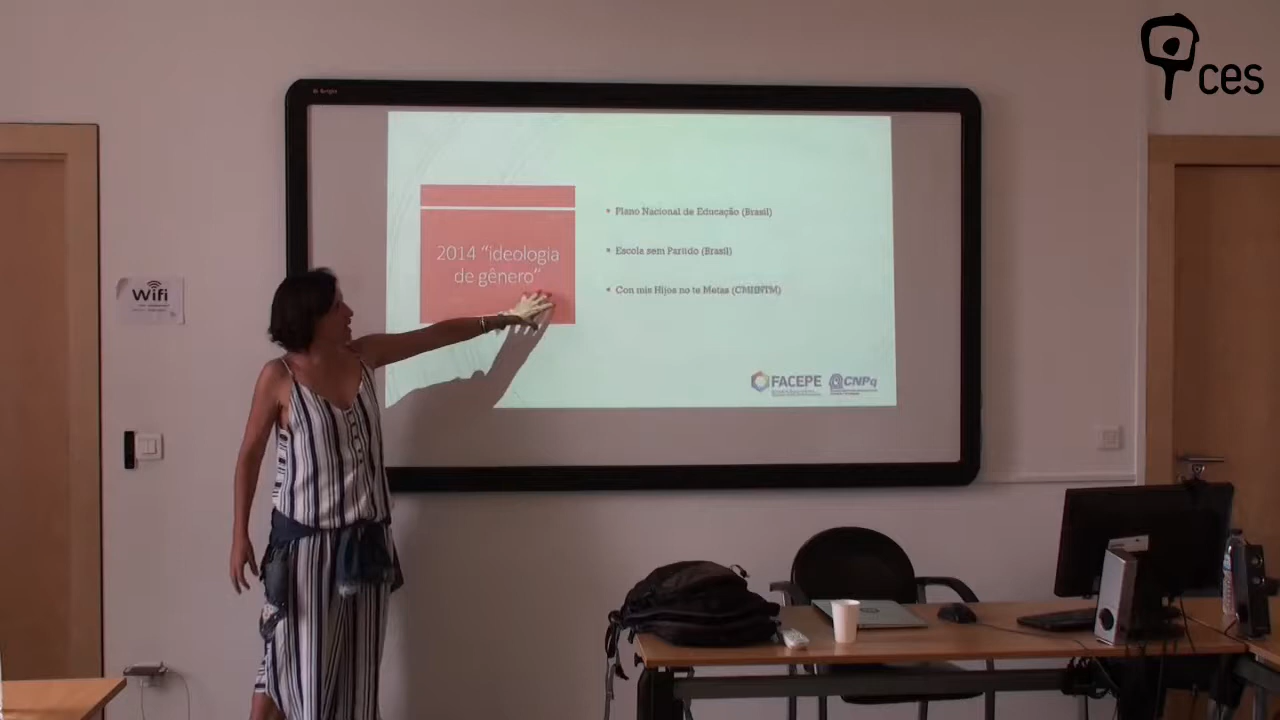 ces
2014 “ideologia
de gênero”
• Plano Nacional de Educação (Brasil)
• Escola sem Partido (Brasil)
• Con mis Hijos no te Metas (CMHNTM)
FACEPE
CNPq
Wifi